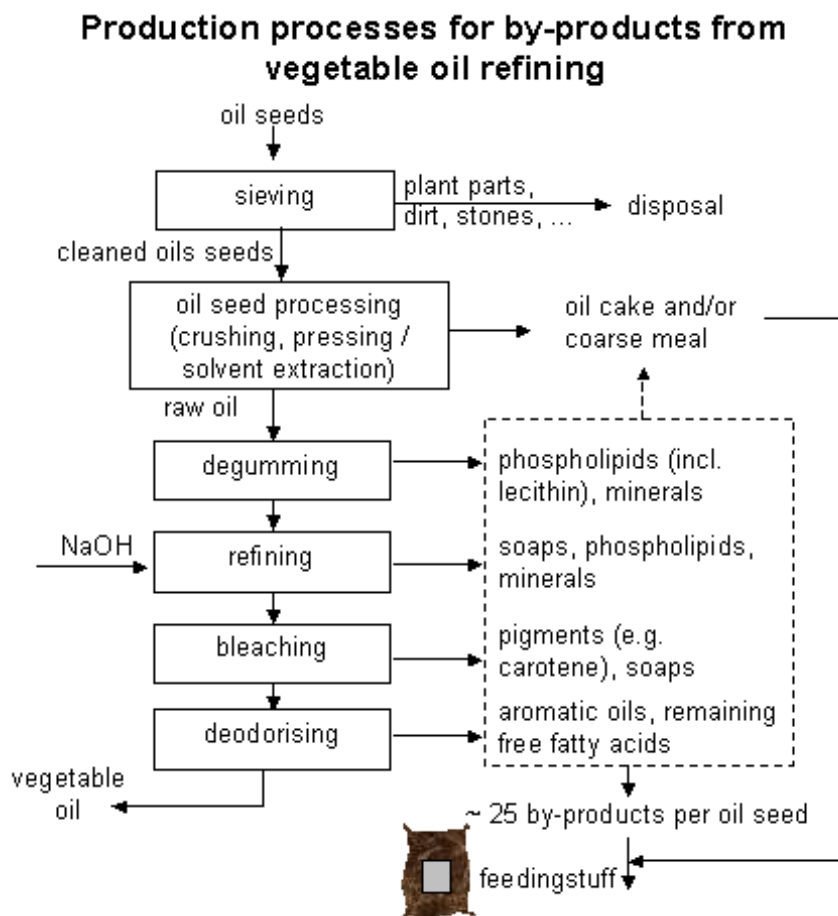 Production processes for by-products from
vegetable oil refining
oil seeds
sieving
plant parts,
dirt, stones, ...
disposal
cleaned oils seeds
oil seed processing
(crushing, pressing /
solvent extraction)
oil cake and/or
coarse meal
raw oil
degumming
phospholipids (incl.
lecithin), minerals
NaOH
refining
soaps, phospholipids,
minerals
bleaching
pigments (e.g.
carotene), soaps
deodorising
aromatic oils, remaining
free fatty acids
vegetable
oil
~ 25 by-products per oil seed
feedingstuff